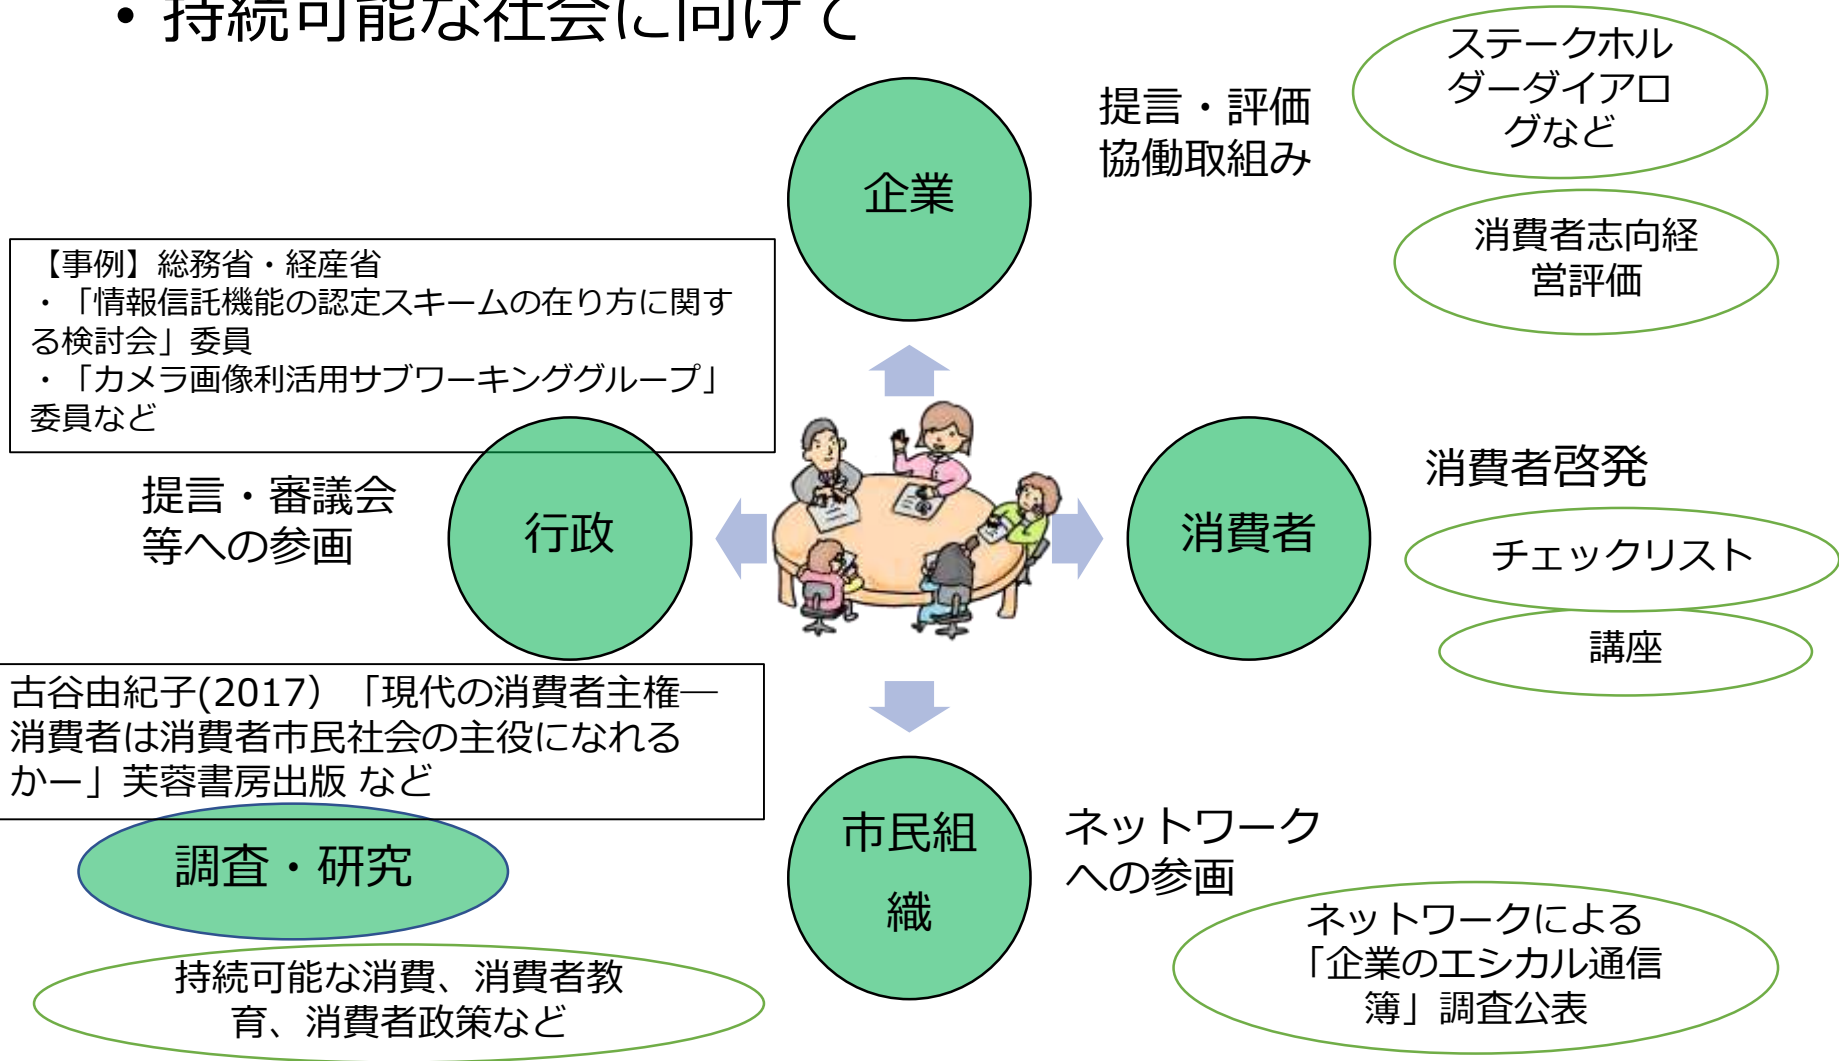 ・持続可能な社会に向けて
ステークホル
ダーダイアロ
グなど
提言・評価
協働取組み
企業
消費者志向経
営評価
【事例】総務省・経産省
・「情報信託機能の認定スキームの在り方に関す
る検討会」委員
・「カメラ画像利活用サブワーキンググループ」
委員など
提言・審議会
等への参画
行政
消費者
消費者啓発
チェックリスト
講座
古谷由紀子(2017)「現代の消費者主権―
消費者は消費者市民社会の主役になれる
かー」芙蓉書房出版 など
調査・研究
持続可能な消費、消費者教
育、消費者政策など
市民組
織
ネットワーク
への参画
ネットワークによる
「企業のエシカル通信
簿」調査公表